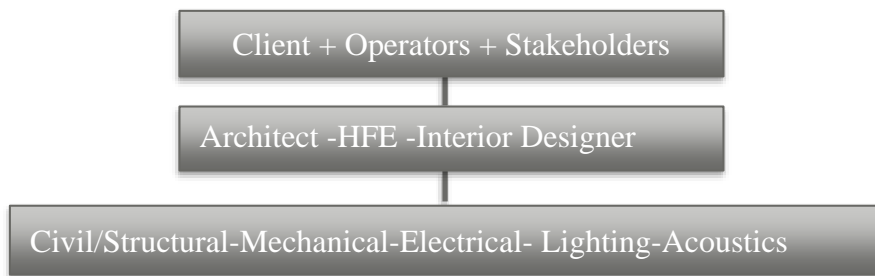 Client + Operators + Stakeholders
Architect -HFE -Interior Designer
Civil/Structural-Mechanical-Electrical- Lighting-Acoustics